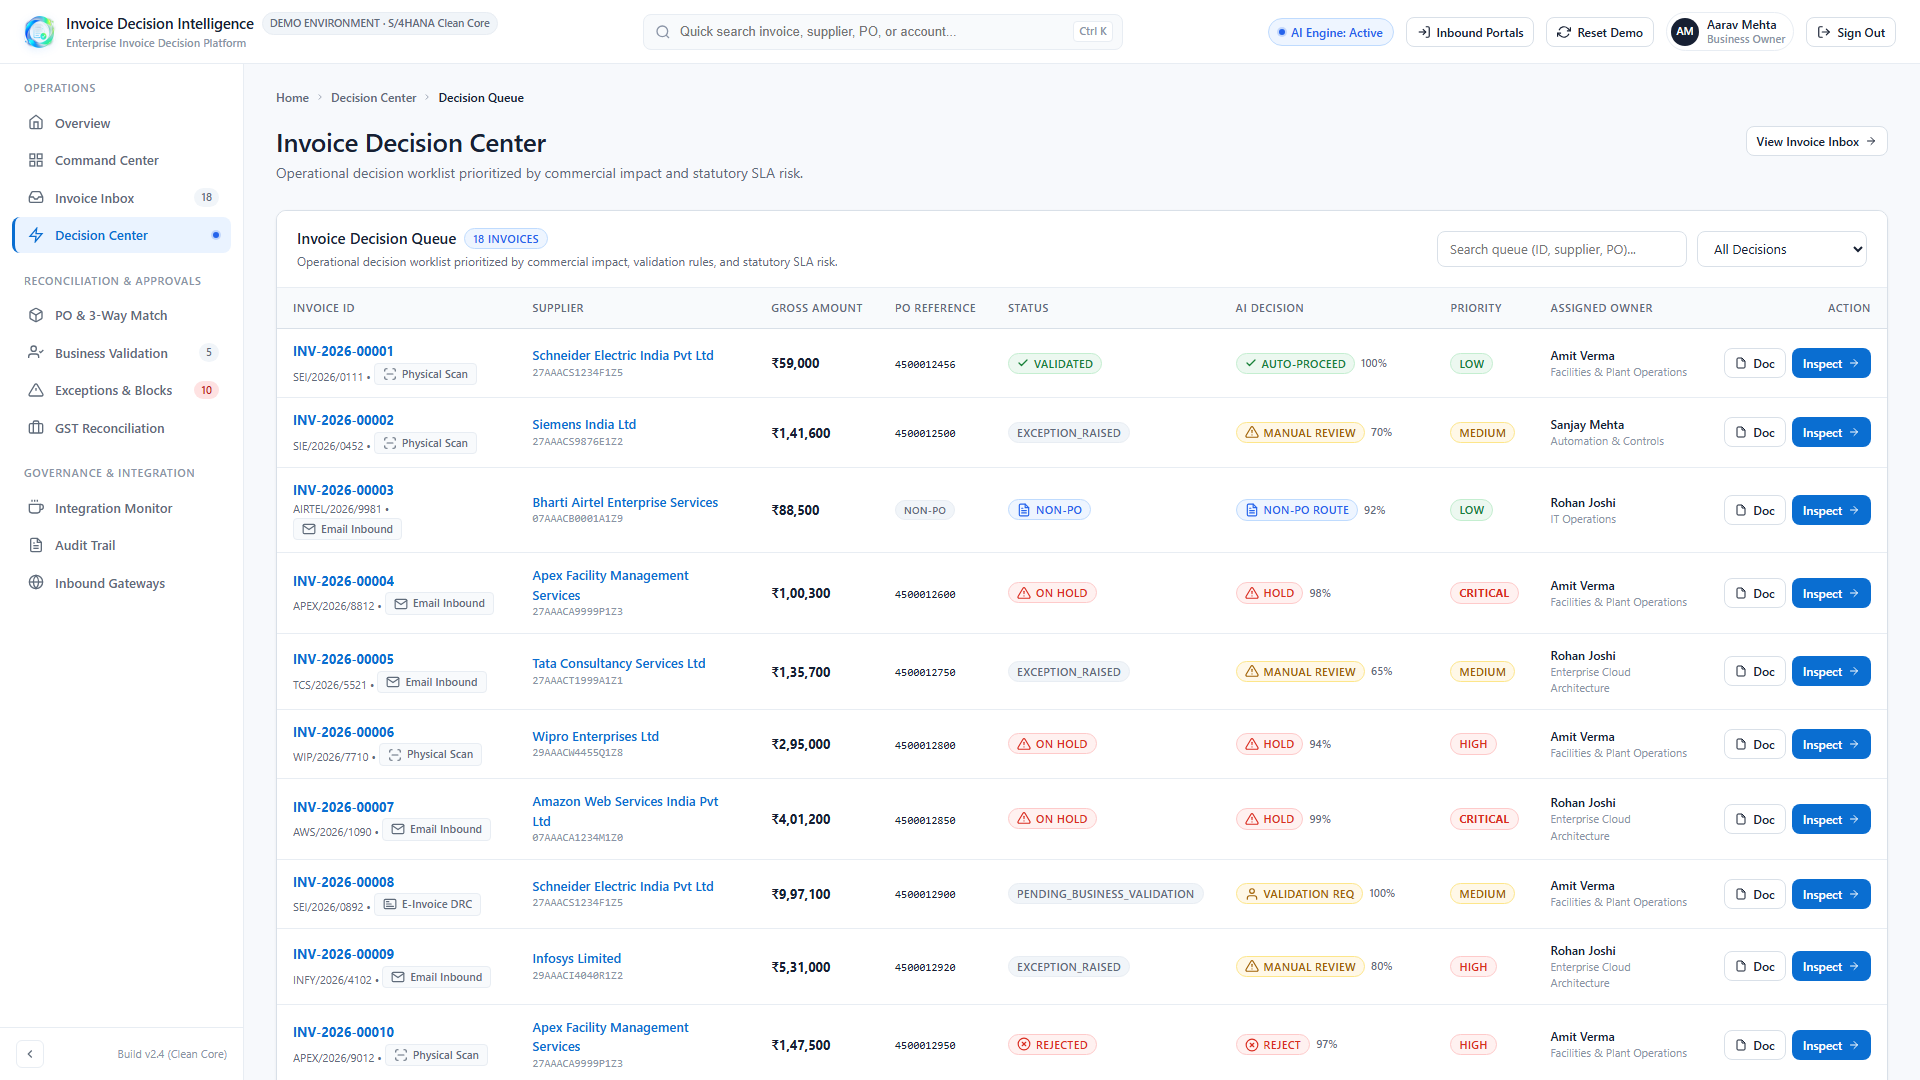 Invoice Decision Intelligence
Enterprise Invoice Decision Platform
DEMO ENVIRONMENT · S/4HANA Clean Core
Quick search invoice, supplier, PO, or account...
Ctrl K
AI Engine: Active
Inbound Portals
Reset Demo
AM
Aarav Mehta
Business Owner
Sign Out
OPERATIONS
Overview
Command Center
Invoice Inbox 18
Decision Center
RECONCILIATION & APPROVALS
PO & 3-Way Match
Business Validation 5
Exceptions & Blocks 10
GST Reconciliation
GOVERNANCE & INTEGRATION
Integration Monitor
Audit Trail
Inbound Gateways
Build v2.4 (Clean Core)
Home > Decision Center > Decision Queue
Invoice Decision Center
Operational decision worklist prioritized by commercial impact and statutory SLA risk.
View Invoice Inbox →
Invoice Decision Queue 18 INVOICES
Operational decision worklist prioritized by commercial impact, validation rules, and statutory SLA risk.
Search queue (ID, supplier, PO)...
All Decisions
INVOICE ID SUPPLIER GROSS AMOUNT PO REFERENCE STATUS AI DECISION PRIORITY ASSIGNED OWNER ACTION
INV-2026-00001
SEI/2026/0111 • Physical Scan
Schneider Electric India Pvt Ltd
27AAACS1234F1Z5
₹59,000
4500012456
VALIDATED
AUTO-PROCEED 100%
LOW
Amit Verma
Facilities & Plant Operations
Doc
Inspect →
INV-2026-00002
SIE/2026/0452 • Physical Scan
Siemens India Ltd
27AAACS9876E1Z2
₹1,41,600
4500012500
EXCEPTION_RAISED
MANUAL REVIEW 70%
MEDIUM
Sanjay Mehta
Automation & Controls
Doc
Inspect →
INV-2026-00003
AIRTEL/2026/9981 •
Email Inbound
Bharti Airtel Enterprise Services
07AAACB0001A1Z9
₹88,500
NON-PO
NON-PO
NON-PO ROUTE 92%
LOW
Rohan Joshi
IT Operations
Doc
Inspect →
INV-2026-00004
APEX/2026/8812 • Email Inbound
Apex Facility Management
Services
27AAACA9999P1Z3
₹1,00,300
4500012600
ON HOLD
HOLD 98%
CRITICAL
Amit Verma
Facilities & Plant Operations
Doc
Inspect →
INV-2026-00005
TCS/2026/5521 • Email Inbound
Tata Consultancy Services Ltd
27AAACT1999A1Z1
₹1,35,700
4500012750
EXCEPTION_RAISED
MANUAL REVIEW 65%
MEDIUM
Rohan Joshi
Enterprise Cloud
Architecture
Doc
Inspect →
INV-2026-00006
WIP/2026/7710 • Physical Scan
Wipro Enterprises Ltd
29AAACW4455Q1Z8
₹2,95,000
4500012800
ON HOLD
HOLD 94%
HIGH
Amit Verma
Facilities & Plant Operations
Doc
Inspect →
INV-2026-00007
AWS/2026/1090 • Email Inbound
Amazon Web Services India Pvt
Ltd
07AAACA1234M1Z0
₹4,01,200
4500012850
ON HOLD
HOLD 99%
CRITICAL
Rohan Joshi
Enterprise Cloud
Architecture
Doc
Inspect →
INV-2026-00008
SEI/2026/0892 • E-Invoice DRC
Schneider Electric India Pvt Ltd
27AAACS1234F1Z5
₹9,97,100
4500012900
PENDING_BUSINESS_VALIDATION
VALIDATION REQ 100%
MEDIUM
Amit Verma
Facilities & Plant Operations
Doc
Inspect →
INV-2026-00009
INFY/2026/4102 • Email Inbound
Infosys Limited
29AAACI4040R1Z2
₹5,31,000
4500012920
EXCEPTION_RAISED
MANUAL REVIEW 80%
HIGH
Rohan Joshi
Enterprise Cloud
Architecture
Doc
Inspect →
INV-2026-00010
APEX/2026/9012 • Physical Scan
Apex Facility Management
Services
27AAACA9999P1Z3
₹1,47,500
4500012950
REJECTED
REJECT 97%
HIGH
Amit Verma
Facilities & Plant Operations
Doc
Inspect →